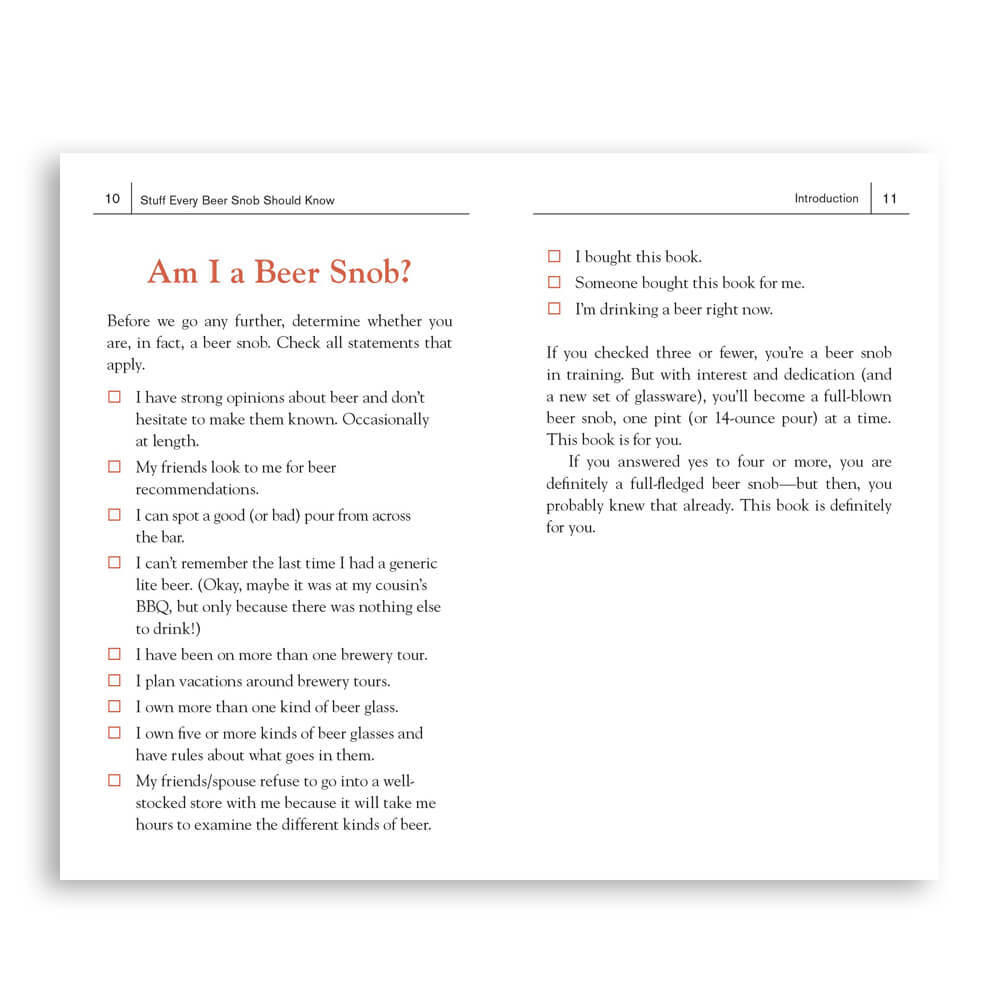 10 Stuff Every Beer Snob Should Know
Am I a Beer Snob?
Before we go any further, determine whether you
are, in fact, a beer snob. Check all statements that
apply.
☐ I have strong opinions about beer and don’t
hesitate to make them known. Occasionally
at length.
☐ My friends look to me for beer
recommendations.
☐ I can spot a good (or bad) pour from across
the bar.
☐ I can’t remember the last time I had a generic
lite beer. (Okay, maybe it was at my cousin’s
BBQ, but only because there was nothing else
to drink!)
☐ I have been on more than one brewery tour.
☐ I plan vacations around brewery tours.
☐ I own more than one kind of beer glass.
☐ I own five or more kinds of beer glasses and
have rules about what goes in them.
☐ My friends/spouse refuse to go into a well-
stocked store with me because it will take me
hours to examine the different kinds of beer.
Introduction 11
☐ I bought this book.
☐ Someone bought this book for me.
☐ I’m drinking a beer right now.
If you checked three or fewer, you’re a beer snob
in training. But with interest and dedication (and
a new set of glassware), you’ll become a full-blown
beer snob, one pint (or 14-ounce pour) at a time.
This book is for you.
If you answered yes to four or more, you are
definitely a full-fledged beer snob—but then, you
probably knew that already. This book is definitely
for you.